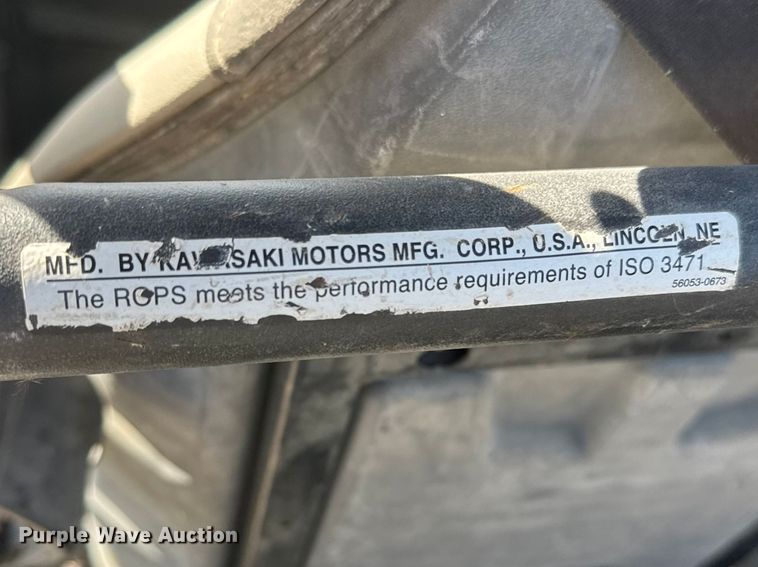 MFD. BY KAWASAKI MOTORS MFG. CORP., U.S.A., LINCOLN, NE
The ROPS meets the performance requirements of ISO 3471
56053-0673
Purple Wave Auction